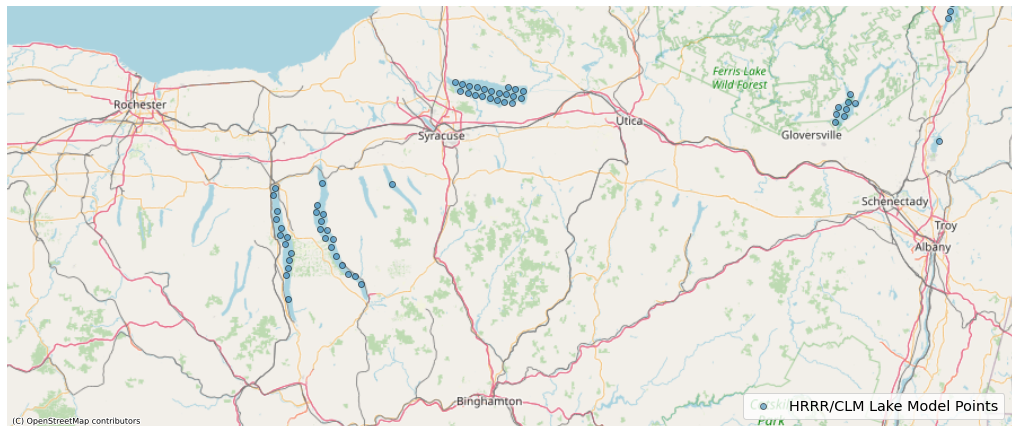 Ferris Lake
Wild Forest
Rochester
Utica
Syracuse
Gloversville
Schenectady
Troy
Albany
Binghamton
HRRR/CLM Lake Model Points
Park
(C) OpenStreetMap contributors